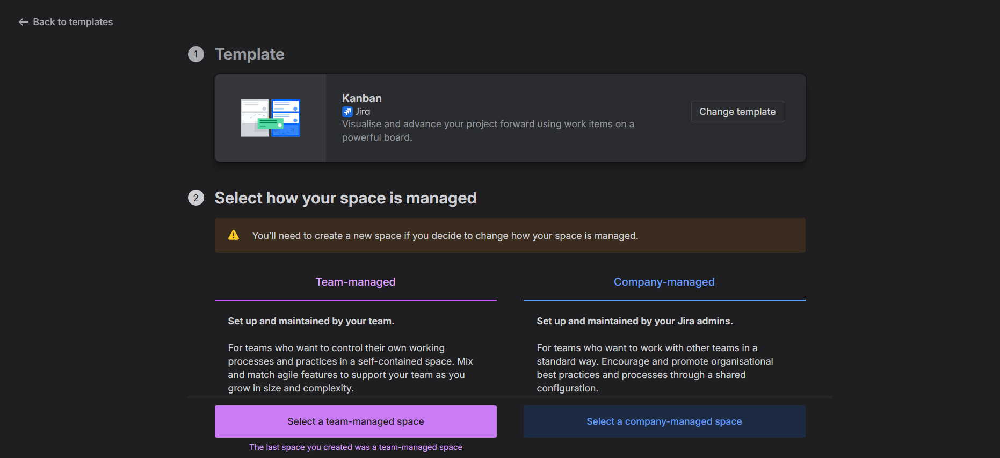 Back to templates
1 Template
Kanban
Jira
Visualise and advance your project forward using work items on a
powerful board.
Change template
2 Select how your space is managed
You’ll need to create a new space if you decide to change how your space is managed.
Team-managed
Set up and maintained by your team.
For teams who want to control their own working
processes and practices in a self-contained space. Mix
and match agile features to support your team as you
grow in size and complexity.
Select a team-managed space
The last space you created was a team-managed space
Company-managed
Set up and maintained by your Jira admins.
For teams who want to work with other teams in a
standard way. Encourage and promote organisational
best practices and processes through a shared
configuration.
Select a company-managed space